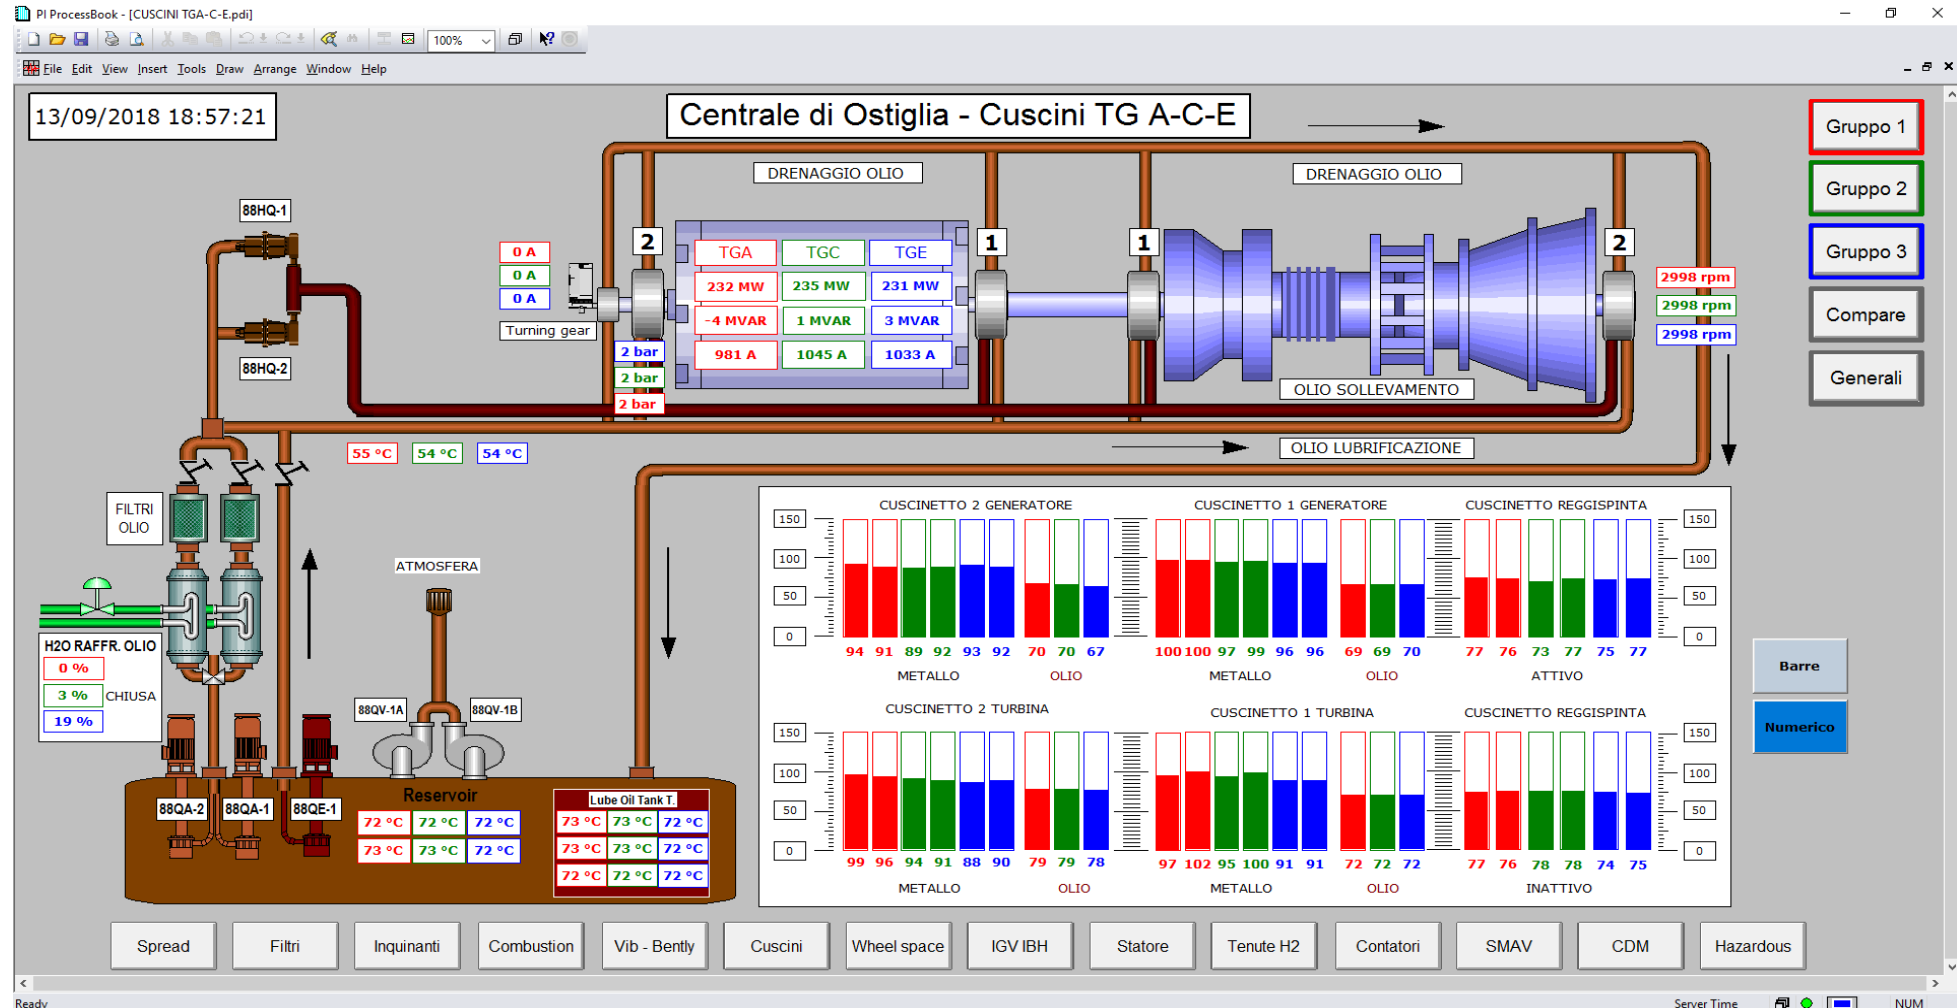 PI ProcessBook - [CUSCINI TGA-C-E.pdi]
100%
File Edit View Insert Tools Draw Arrange Window Help
13/09/2018 18:57:21
Centrale di Ostiglia - Cuscini TG A-C-E
Gruppo 1
Gruppo 2
Gruppo 3
Compare
Generali
DRENAGGIO OLIO
DRENAGGIO OLIO
88HQ-1
88HQ-2
0 A
0 A
0 A
Turning gear
2
1
1
2
TGA TGC TGE
232 MW 235 MW 231 MW
-4 MVAR 1 MVAR 3 MVAR
981 A 1045 A 1033 A
2 bar
2 bar
2 bar
2998 rpm
2998 rpm
2998 rpm
OLIO SOLLEVAMENTO
OLIO LUBRIFICAZIONE
55 °C 54 °C 54 °C
FILTRI
OLIO
ATMOSFERA
H2O RAFFR. OLIO
0 %
3 % CHIUSA
19 %
88QV-1A 88QV-1B
88QA-2 88QA-1 88QE-1
Reservoir
72 °C 72 °C 72 °C
73 °C 73 °C 72 °C
Lube Oil Tank T.
73 °C 73 °C 72 °C
73 °C 73 °C 72 °C
72 °C 72 °C 72 °C
CUSCINETTO 2 GENERATORE CUSCINETTO 1 GENERATORE CUSCINETTO REGGISPINTA
150 150
100 100
50 50
0 0
94 91 89 92 93 92 70 70 67 100 100 97 99 96 96 69 69 70 77 76 73 77 75 77
METALLO OLIO METALLO OLIO ATTIVO
CUSCINETTO 2 TURBINA CUSCINETTO 1 TURBINA CUSCINETTO REGGISPINTA
150 150
100 100
50 50
0 0
99 96 94 91 88 90 79 79 78 97 102 95 100 91 91 72 72 72 77 76 78 78 74 75
METALLO OLIO METALLO OLIO INATTIVO
Barre
Numerico
Spread Filtri Inquinanti Combustion Vib - Bently Cuscini Wheel space IGV IBH Statore Tenute H2 Contatori SMAV CDM Hazardous
Ready Server Time NUM